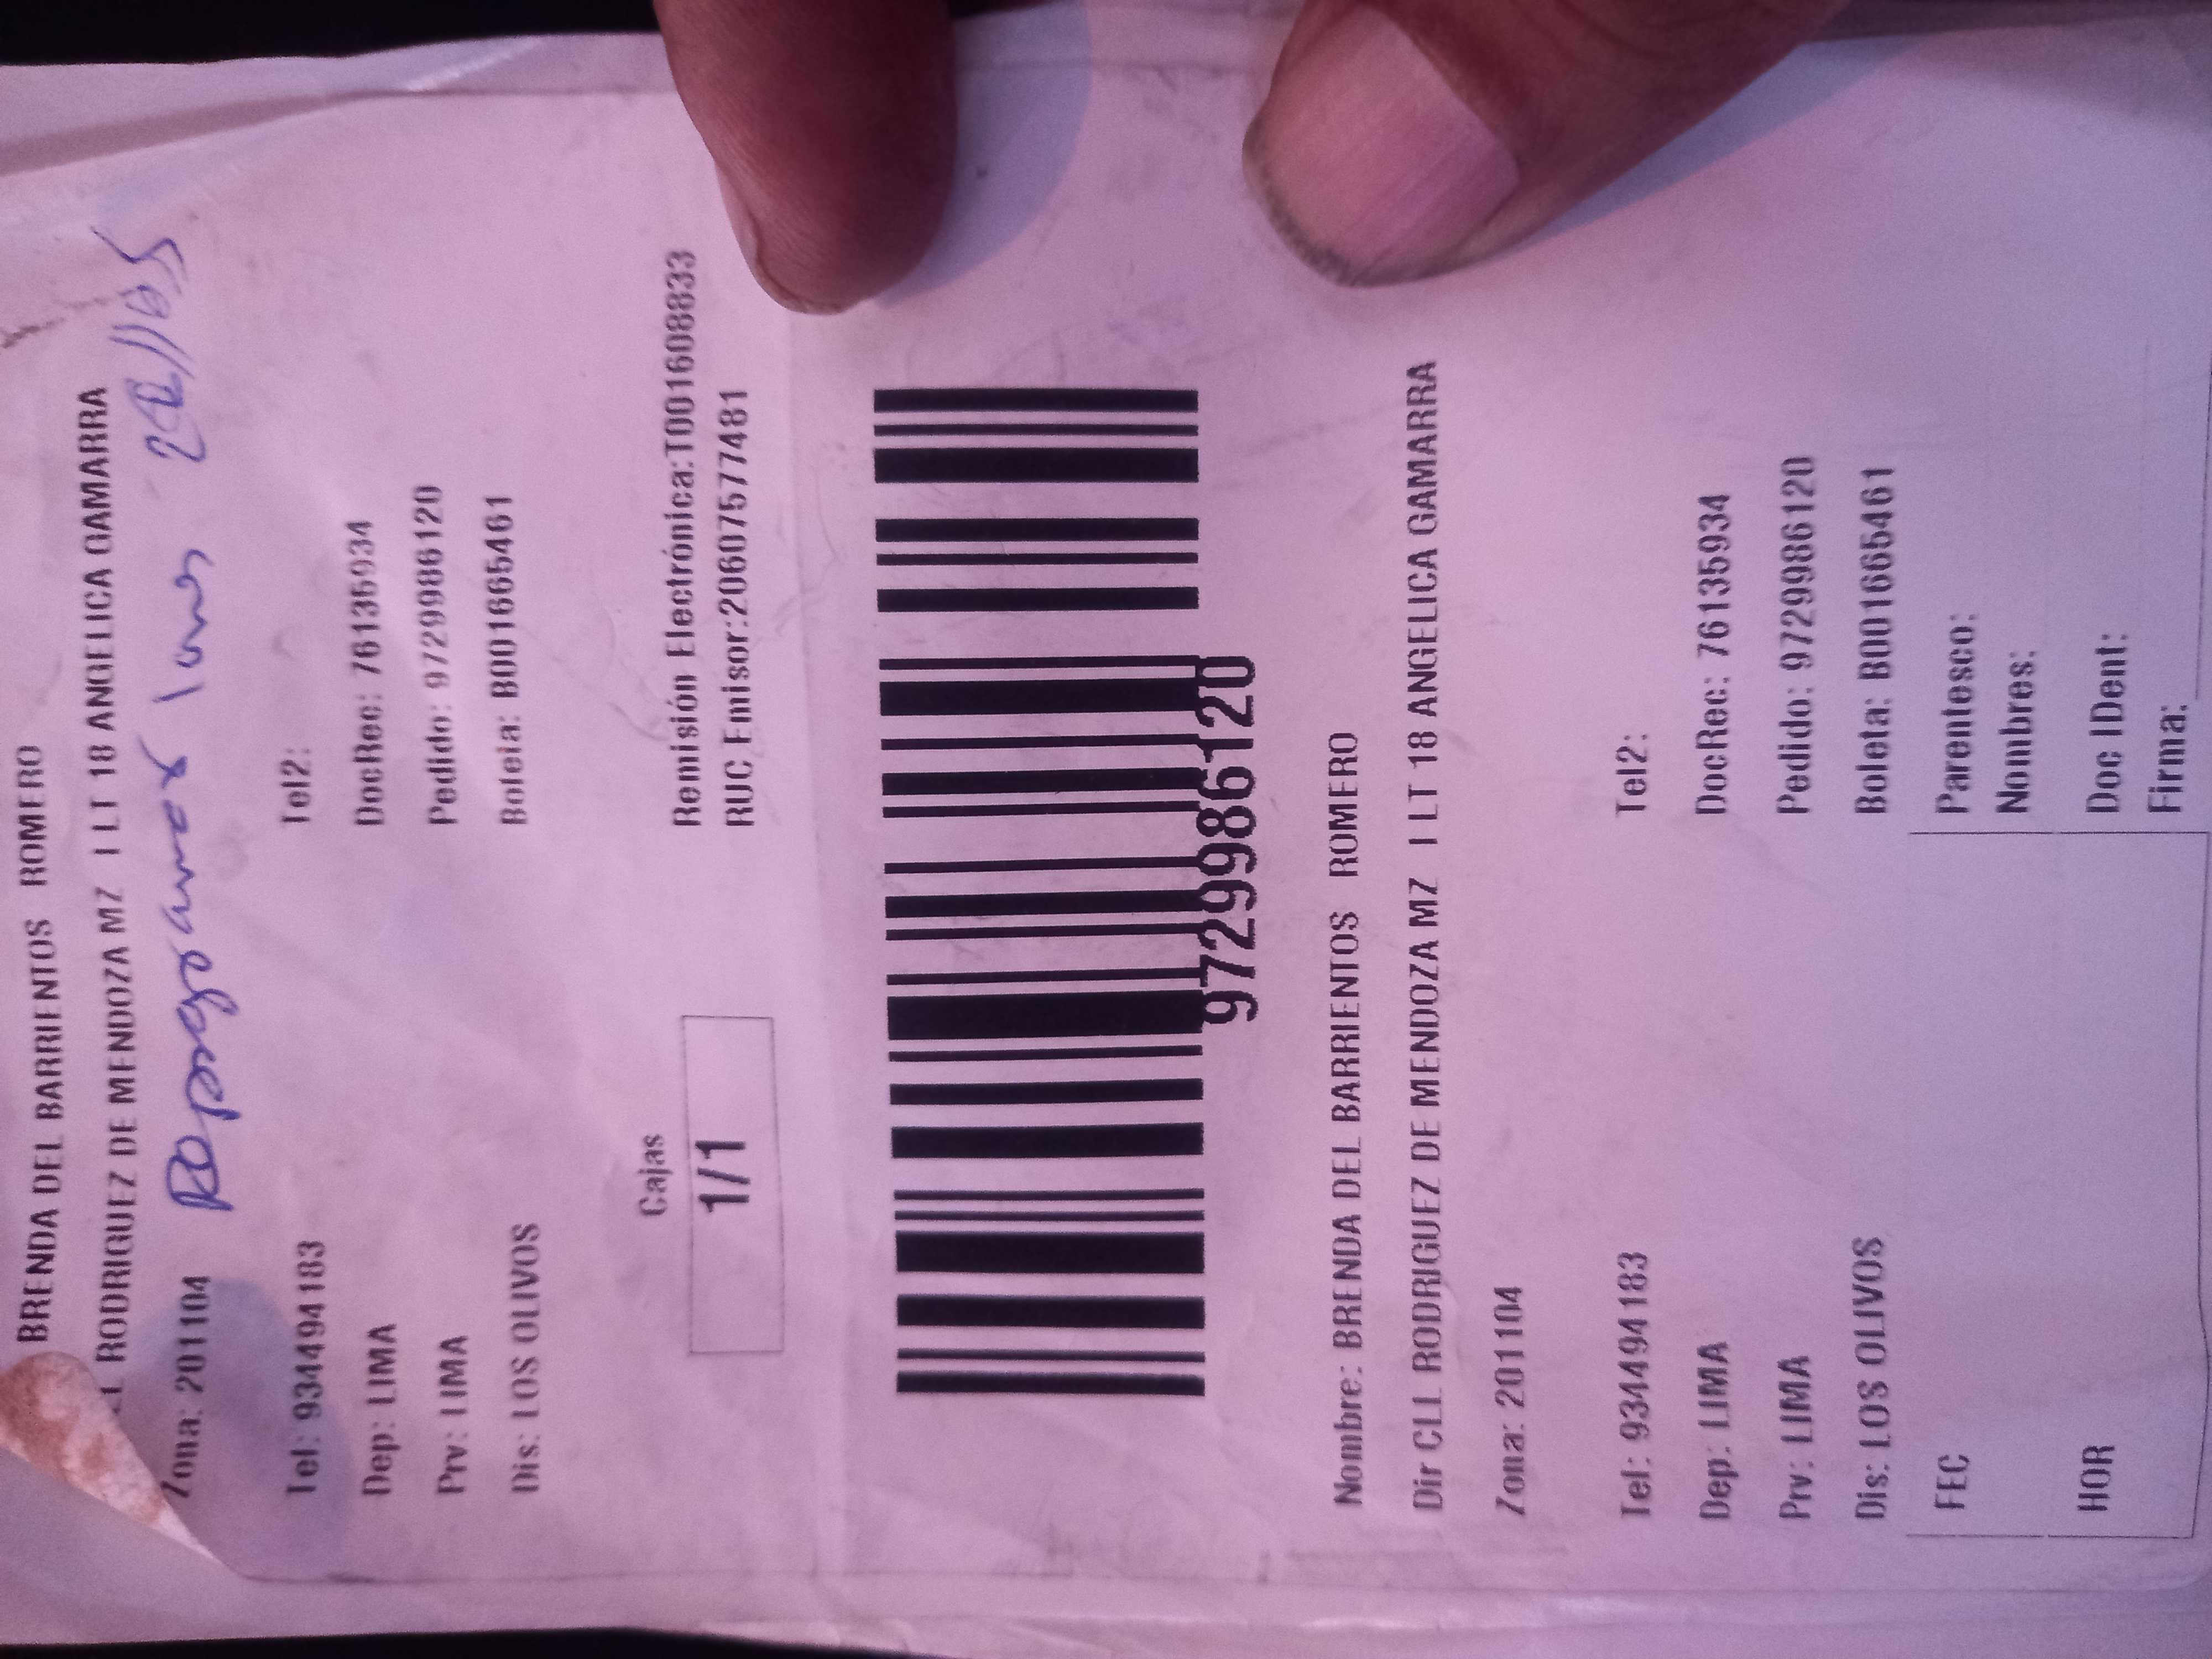 BRENDA DEL BARRIENTOS ROMERO
RODRIGUEZ DE MENDOZA MZ I LT 18 ANGELICA GAMARRA
Zona: 201104
Tel: 934494183 Tel2:
Dep: LIMA DocRec: 76135934
Prv: LIMA Pedido: 97299986120
Dis: LOS OLIVOS Boleta: B001665461
Cajas Remisión Electrónica:T001608833
1/1 RUC Emisor:20607577481
97299986120
Nombre: BRENDA DEL BARRIENTOS ROMERO
Dir CLL RODRIGUEZ DE MENDOZA MZ I LT 18 ANGELICA GAMARRA
Zona: 201104
Tel: 934494183 Tel2:
Dep: LIMA DocRec: 76135934
Prv: LIMA Pedido: 97299986120
Dis: LOS OLIVOS Boleta: B001665461
FEC Parentesco:
Nombres:
HOR Doc IDent:
Firma: